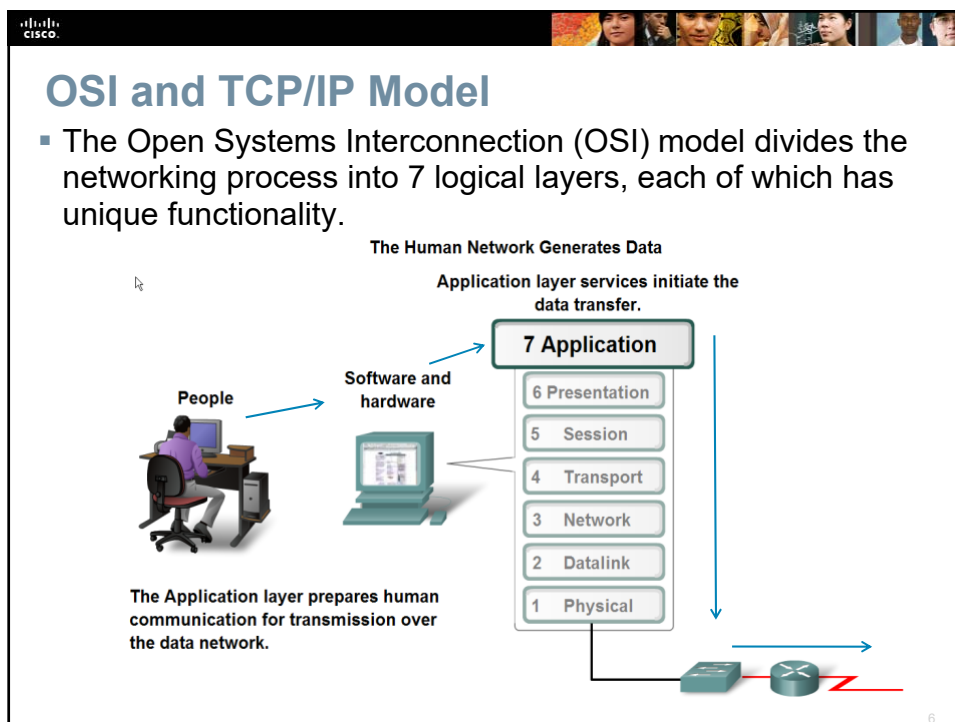 CISCO.
OSI and TCP/IP Model
▪ The Open Systems Interconnection (OSI) model divides the
networking process into 7 logical layers, each of which has
unique functionality.
The Human Network Generates Data
Application layer services initiate the
data transfer.
7 Application
6 Presentation
5 Session
4 Transport
3 Network
2 Datalink
1 Physical
People
Software and
hardware
The Application layer prepares human
communication for transmission over
the data network.
6